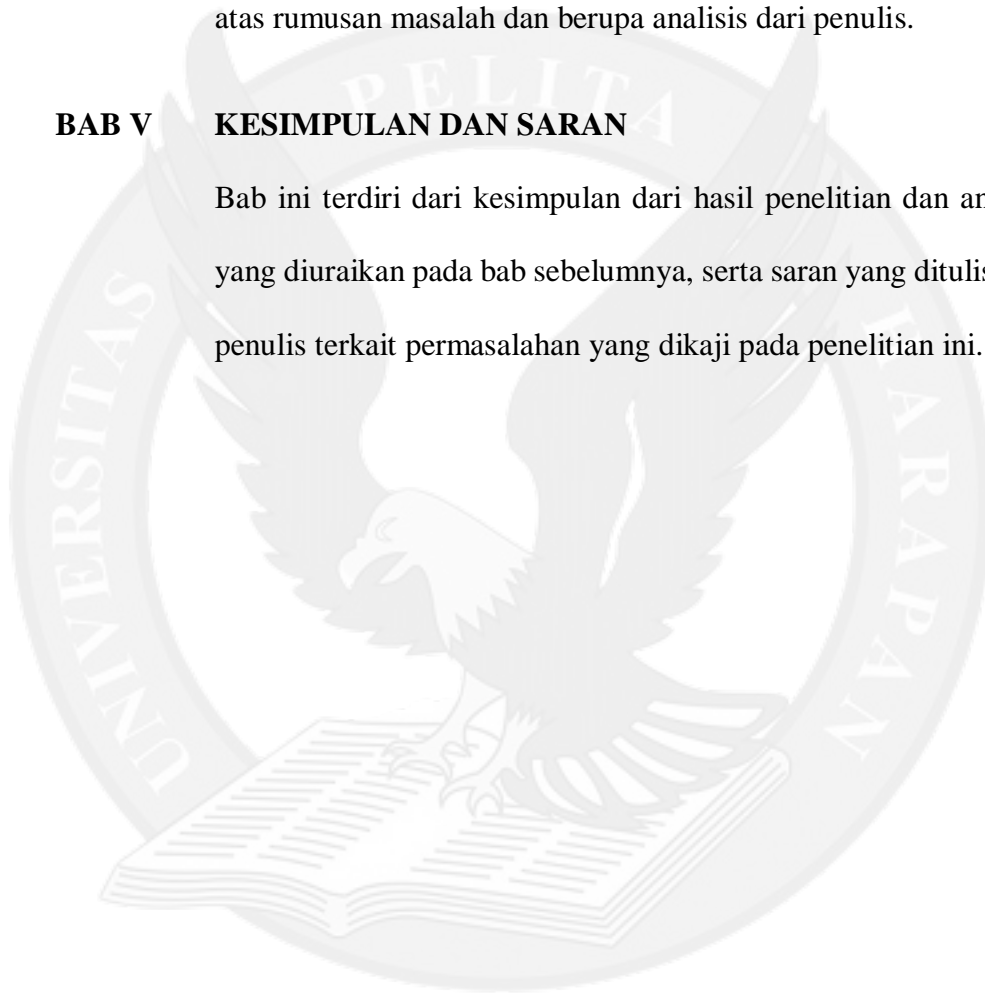 atas rumusan masalah dan berupa analisis dari penulis.
BAB V KESIMPULAN DAN SARAN
Bab ini terdiri dari kesimpulan dari hasil penelitian dan
yang diuraikan pada bab sebelumnya, serta saran yang
penulis terkait permasalahan yang dikaji pada penelitian ini.
UNIVERSITAS PELITA HARAPAN